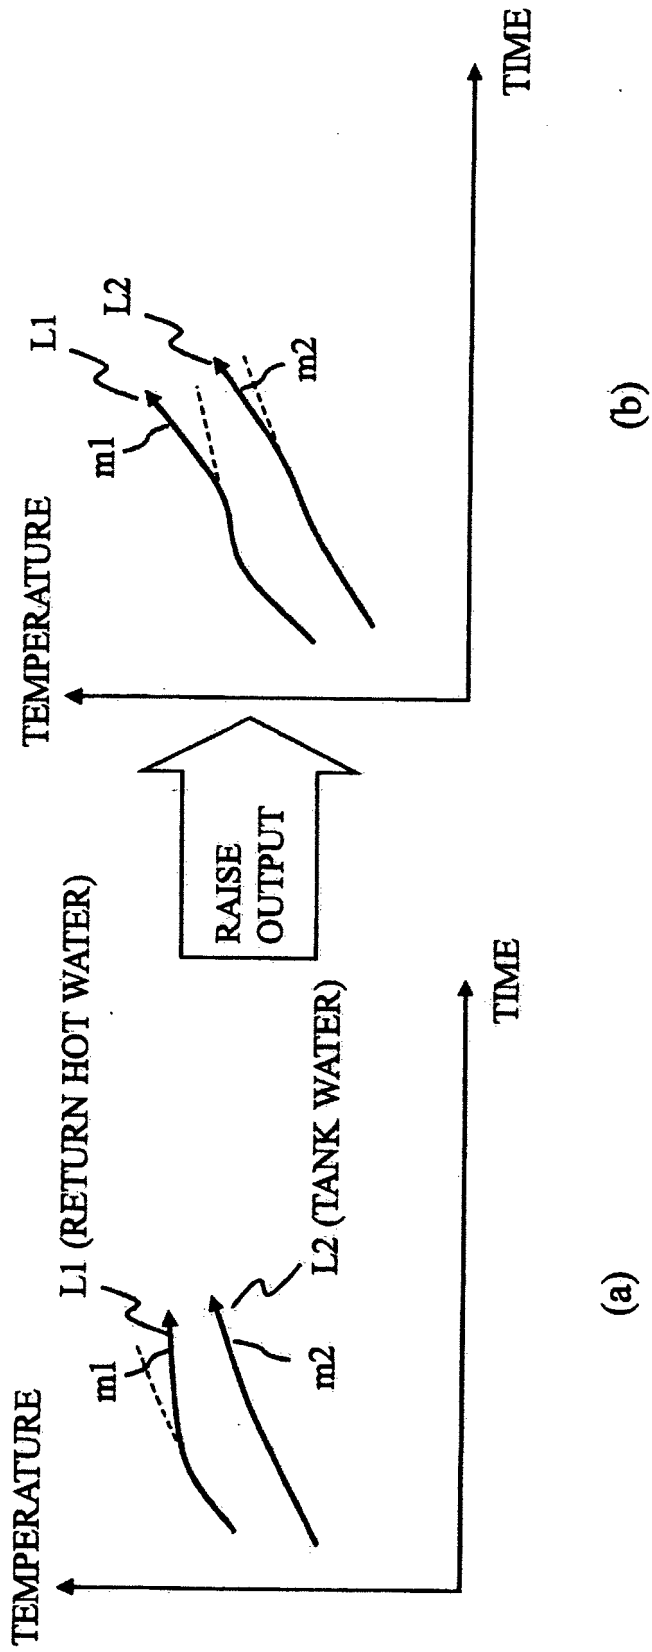 TEMPERATURE
L1 (RETURN HOT WATER)
m1
L2 (TANK WATER)
m2
TIME
(a)
RAISE
OUTPUT
TEMPERATURE
L1
m1
L2
m2
TIME
(b)